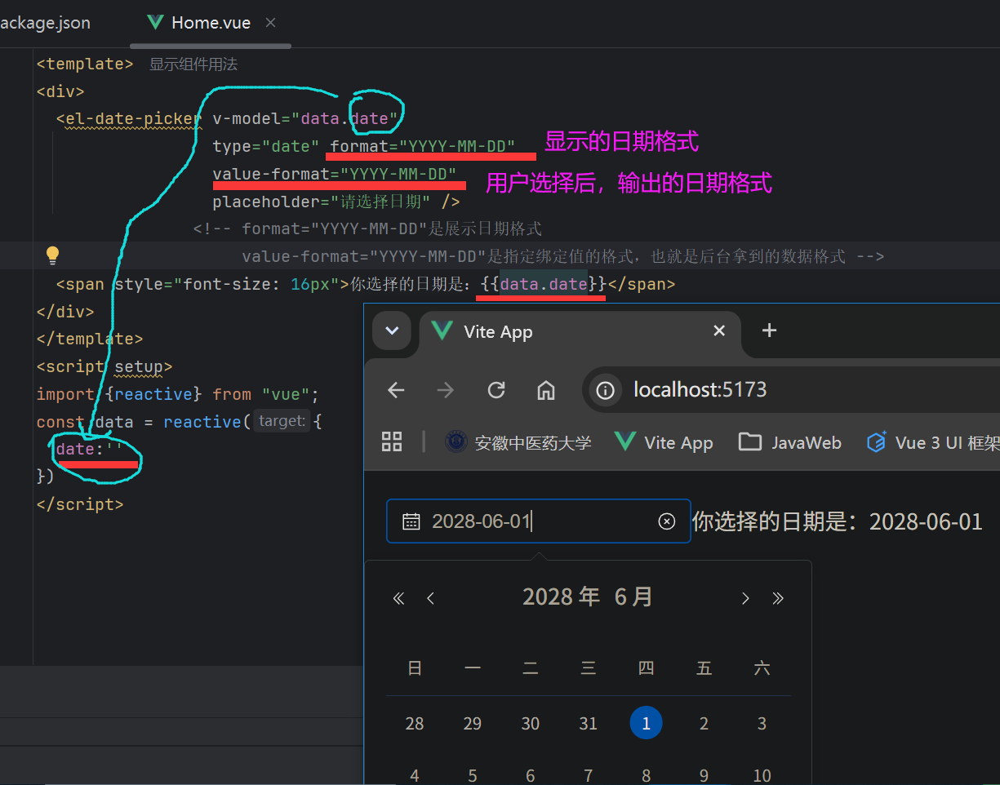 ackage.json
Home.vue
<template> 显示组件用法
<div>
<el-date-picker v-model="data.date"
type="date" format="YYYY-MM-DD" 显示的日期格式
value-format="YYYY-MM-DD" 用户选择后，输出的日期格式
placeholder="请选择日期" />
<!-- format="YYYY-MM-DD"是展示日期格式
value-format="YYYY-MM-DD"是指定绑定值的格式，也就是后台拿到的数据格式 -->
<span style="font-size: 16px">你选择的日期是：{{data.date}}</span>
</div>
</template>
<script setup>
import {reactive} from "vue";
const data = reactive( target: {
date:''
})
</script>
Vite App
localhost:5173
安徽中医药大学 Vite App JavaWeb Vue 3 UI 框架
2028-06-01 你选择的日期是：2028-06-01
2028 年 6 月
日 一 二 三 四 五 六
28 29 30 31 1 2 3
4 5 6 7 8 9 10